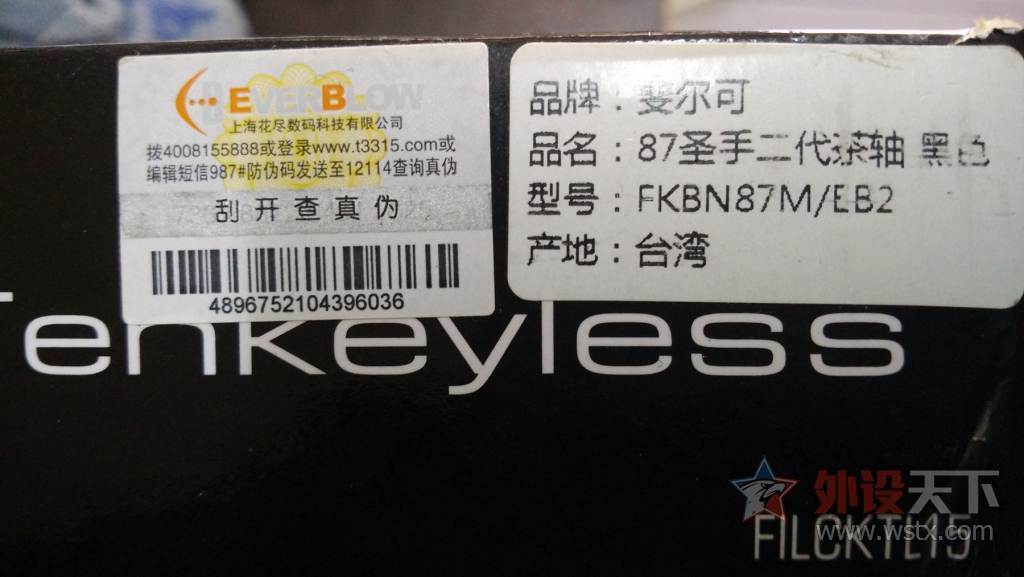 EVERBLOW
上海花尽数码科技有限公司
拨4008155888或登录www.t3315.com或
编辑短信987#防伪码发送至12114查询真伪
刮开查真伪
4896752104396036
品牌：斐尔可
品名：87圣手二代茶轴 黑色
型号：FKBN87M/EB2
产地：台湾
Tenkeyless
外设天下
www.wstx.com
FILCKTL15